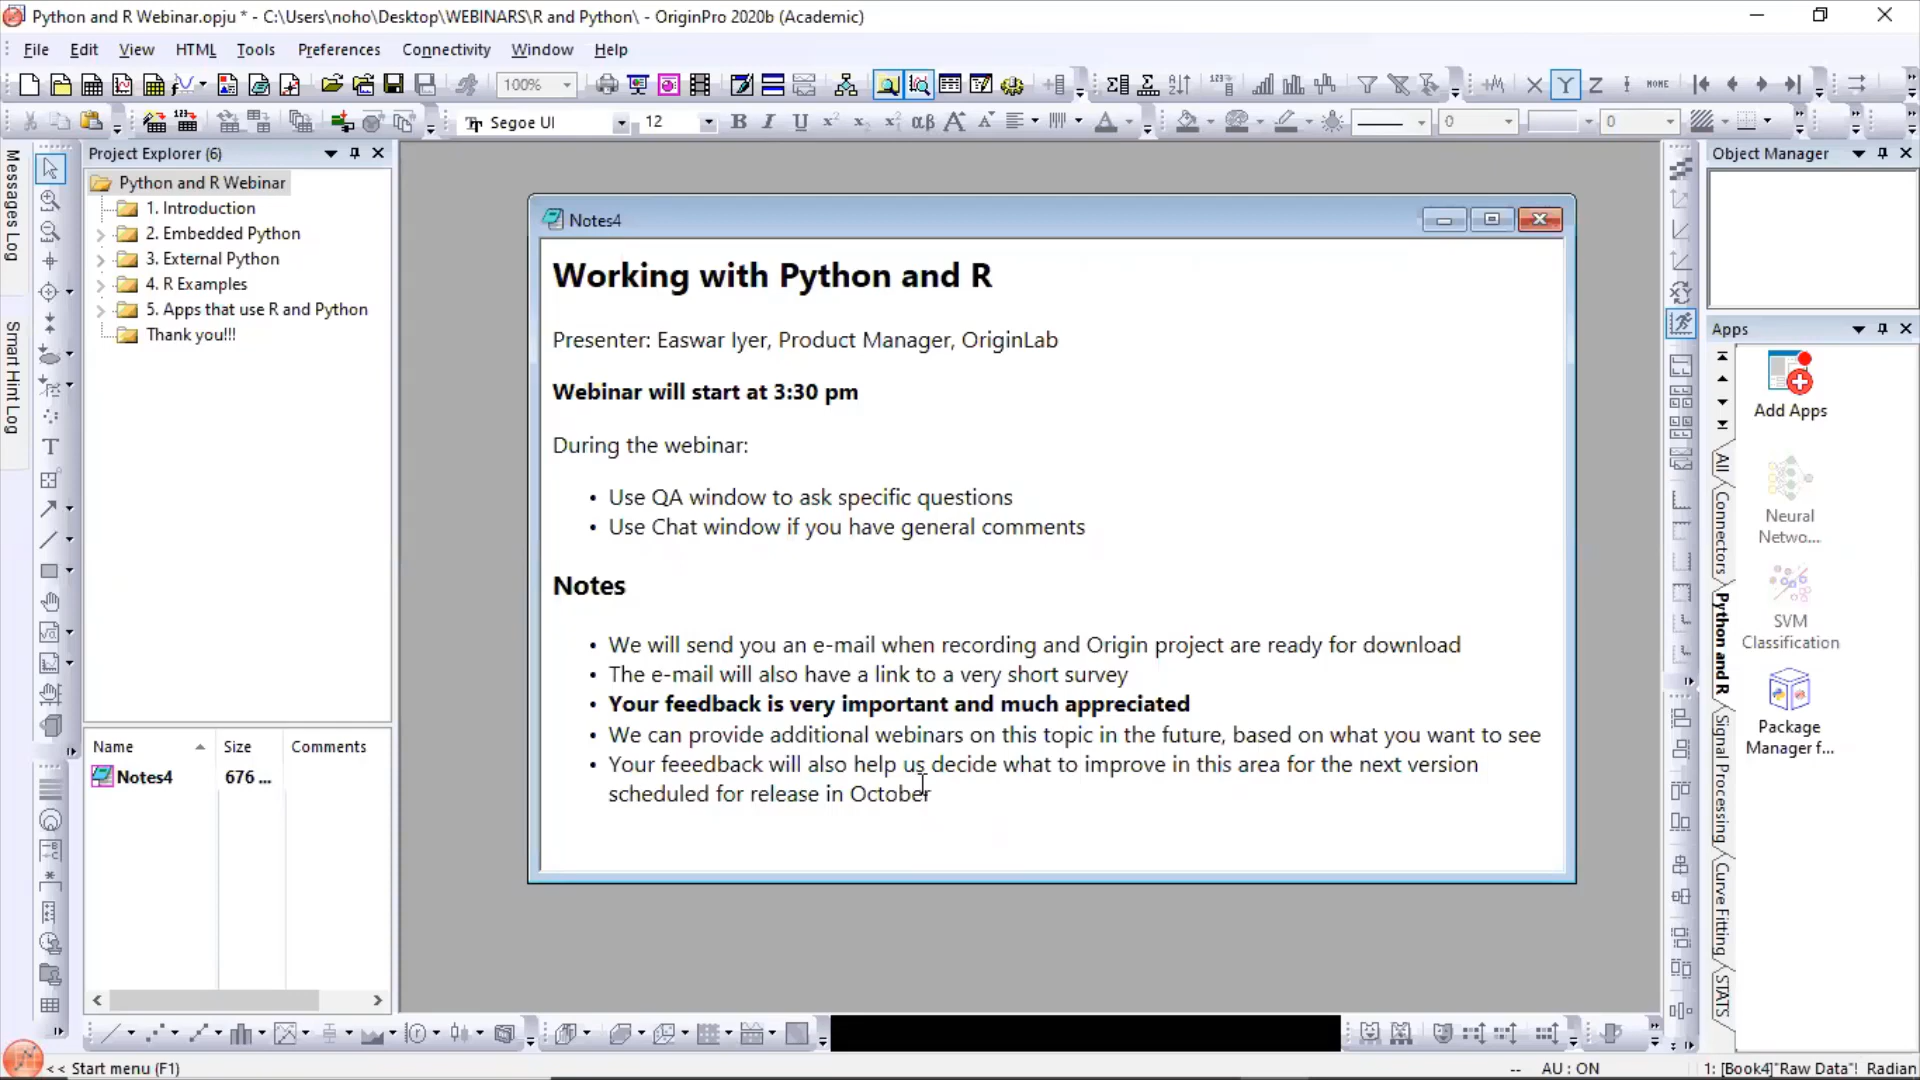 Python and R Webinar.opju * - C:\Users\noho\Desktop\WEBINARS\R and Python\ - OriginPro 2020b (Academic)
File Edit View HTML Tools Preferences Connectivity Window Help
100%
X Y Z HOME
Segoe UI 12 B I U αβ 0 0
Messages Log
Smart Hint Log
Project Explorer (6)
Python and R Webinar
1. Introduction
2. Embedded Python
3. External Python
4. R Examples
5. Apps that use R and Python
Thank you!!!
Name Size Comments
Notes4 676 ...
Notes4
Working with Python and R
Presenter: Easwar Iyer, Product Manager, OriginLab
Webinar will start at 3:30 pm
During the webinar:
• Use QA window to ask specific questions
• Use Chat window if you have general comments
Notes
• We will send you an e-mail when recording and Origin project are ready for download
• The e-mail will also have a link to a very short survey
• Your feedback is very important and much appreciated
• We can provide additional webinars on this topic in the future, based on what you want to see
• Your feeedback will also help us decide what to improve in this area for the next version
scheduled for release in October
Object Manager
Apps
Add Apps
Neural
Netwo...
SVM
Classification
Package
Manager f...
All
Connectors
Python and R
Signal Processing
Curve Fitting
STATS
<< Start menu (F1)
-- AU : ON 1: [Book4]"Raw Data"! Radian